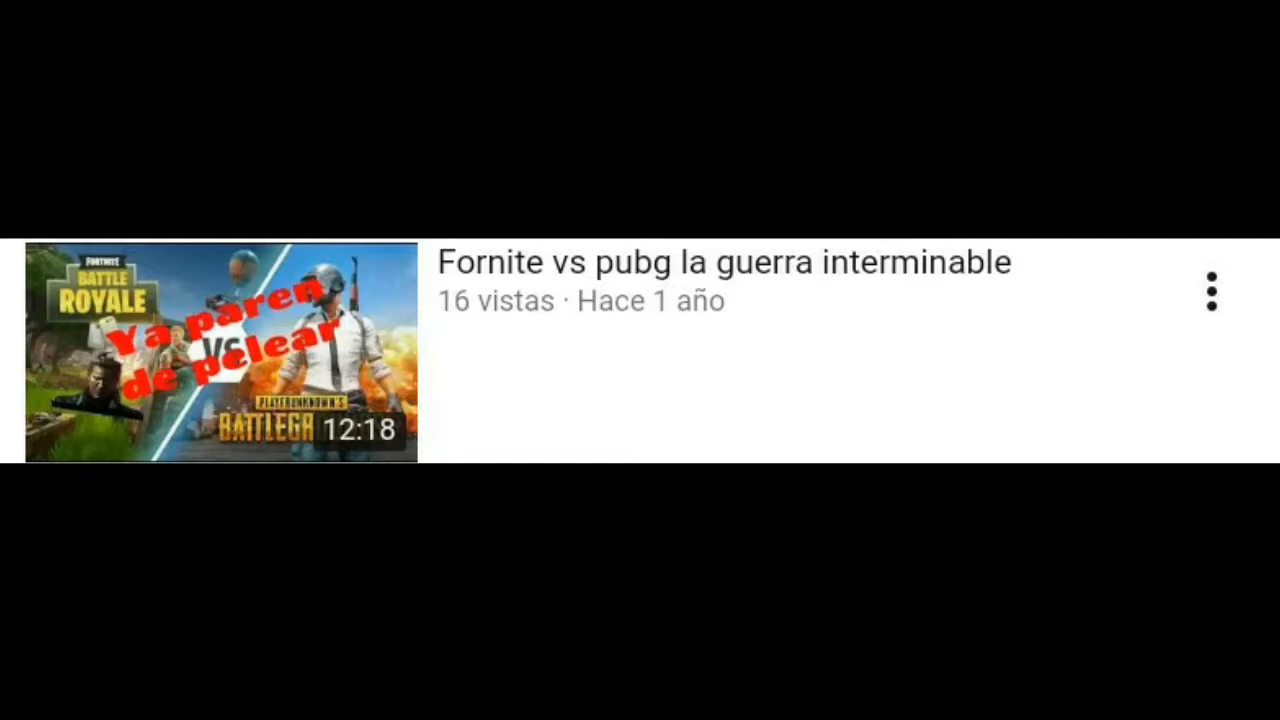 Fornite vs pubg la guerra interminable
16 vistas · Hace 1 año
FORTNITE
BATTLE
ROYALE
Ya paren
VS
de pelear
PLAYERUNKNOWN'S
BATTLEGR
12:18